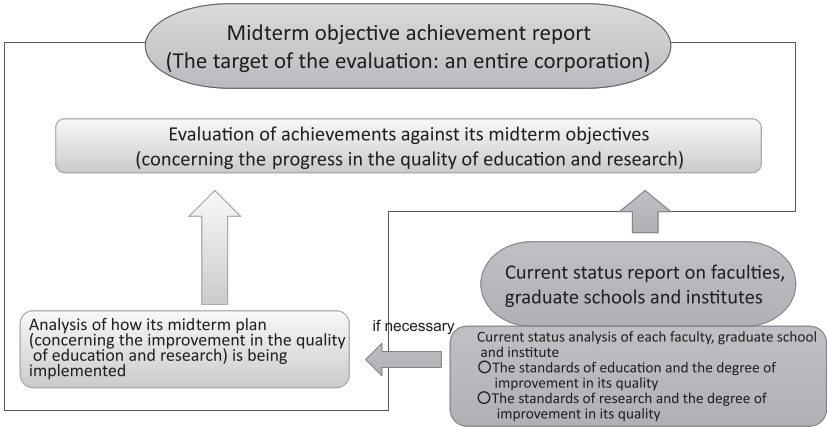 Midterm objective achievement report
(The target of the evaluation: an entire corporation)
Evaluation of achievements against its midterm objectives
(concerning the progress in the quality of education and research)
Current status report on faculties,
graduate schools and institutes
Analysis of how its midterm plan
(concerning the improvement in the quality
of education and research) is being
implemented
if necessary
Current status analysis of each faculty, graduate school
and institute
○The standards of education and the degree of
improvement in its quality
○The standards of research and the degree of
improvement in its quality